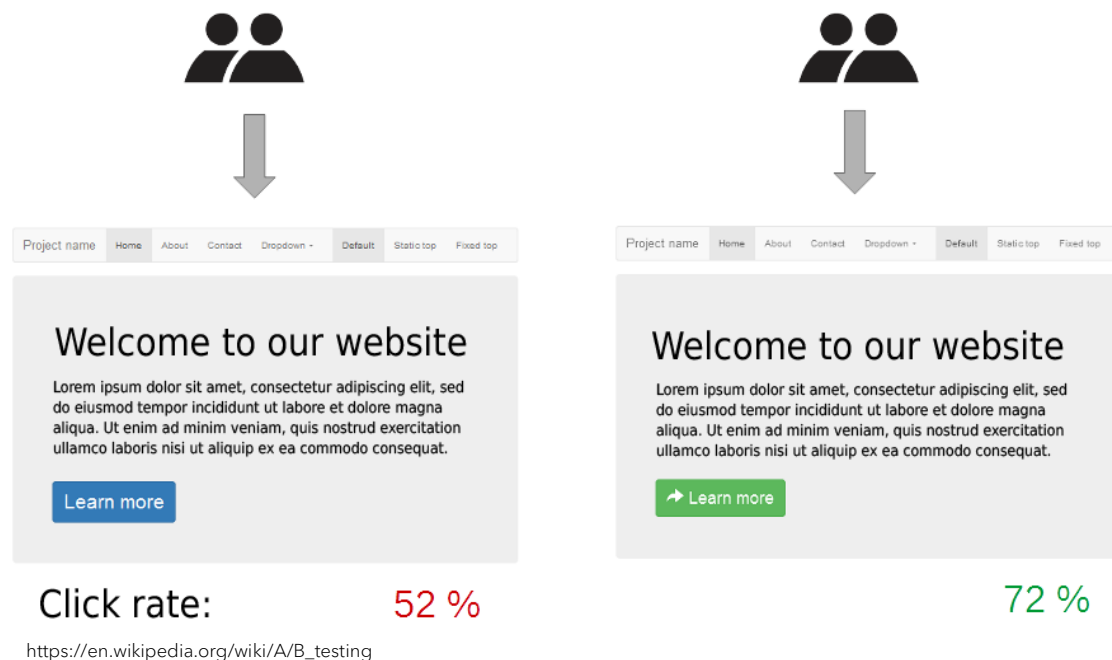 Project name Home About Contact Dropdown Default Static top Fixed top
Welcome to our website
Lorem ipsum dolor sit amet, consectetur adipiscing elit, sed
do eiusmod tempor incididunt ut labore et dolore magna
aliqua. Ut enim ad minim veniam, quis nostrud exercitation
ullamco laboris nisi ut aliquip ex ea commodo consequat.
Learn more
Project name Home About Contact Dropdown Default Static top Fixed top
Welcome to our website
Lorem ipsum dolor sit amet, consectetur adipiscing elit, sed
do eiusmod tempor incididunt ut labore et dolore magna
aliqua. Ut enim ad minim veniam, quis nostrud exercitation
ullamco laboris nisi ut aliquip ex ea commodo consequat.
Learn more
Click rate: 52 % 72 %
https://en.wikipedia.org/wiki/A/B_testing